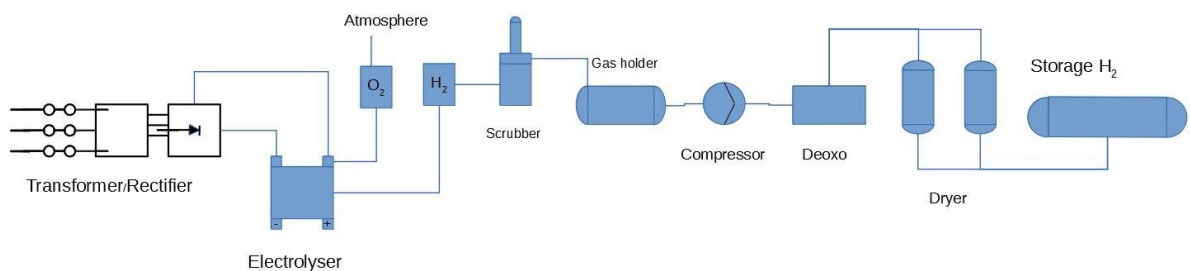 Atmosphere
O2
H2
Scrubber
Gas holder
Compressor
Deoxo
Dryer
Storage H2
Transformer/Rectifier
-
+
Electrolyser